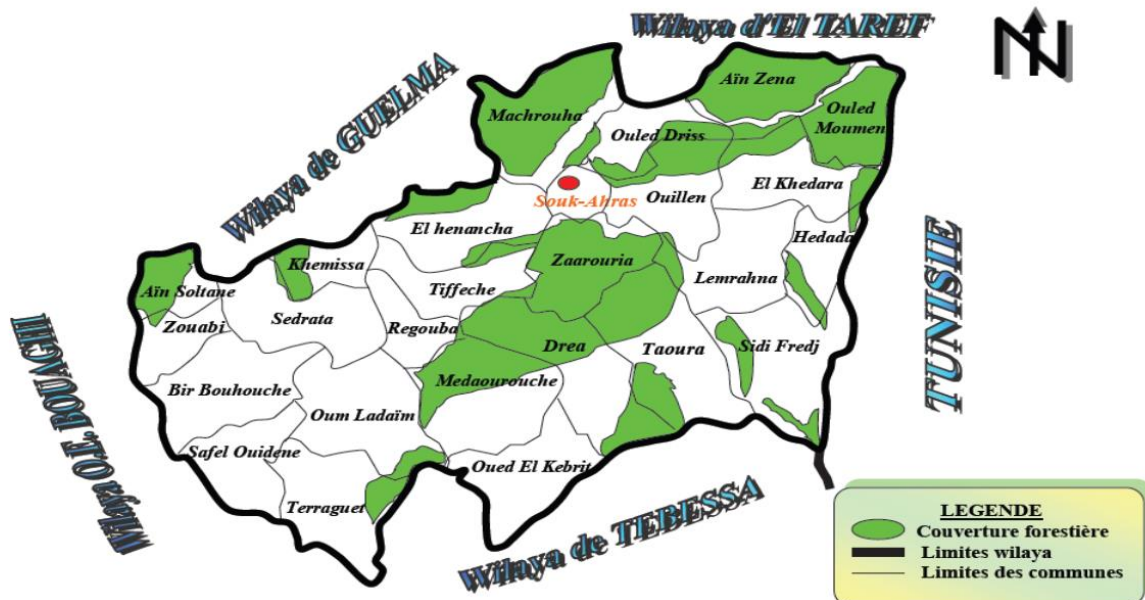 Wilaya d'El TAREF
N
Wilaya de GUELMA
Aïn Zena
Machrouha
Ouled
Moumen
Ouled Driss
El Khedara
Souk-Ahras
Ouillen
El henancha
Hedada
Khemissa
Zaarouria
Lemrahna
Aïn Soltane
Tiffeche
Zouabi
Sedrata
Regouba
Drea
Taoura
Sidi Fredj
TUNISIE
Wilaya O.E. BOUAGHI
Medaourouche
Bir Bouhouche
Oum Ladaïm
Safel Ouidene
Oued El Kebrit
Terraguet
Wilaya de TEBESSA
LEGENDE
Couverture forestière
Limites wilaya
Limites des communes